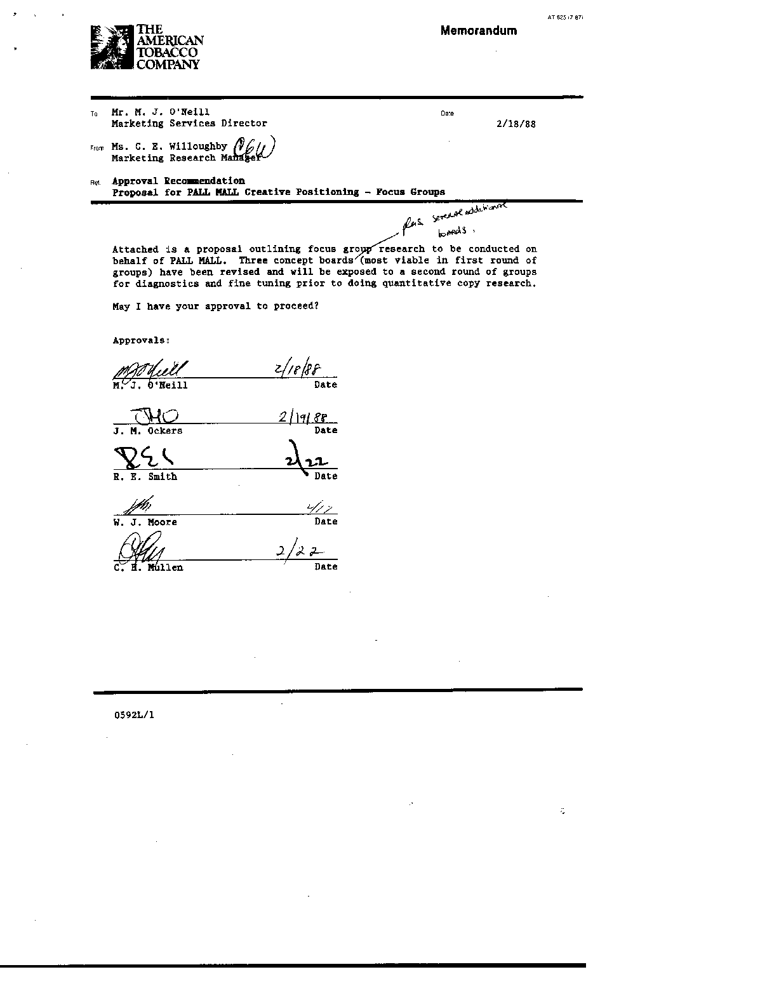 AT 825 (7 87)
THE
AMERICAN
TOBACCO
COMPANY
Memorandum
To Mr. M. J. O'Neill
Marketing Services Director
Date
2/18/88
From Ms. C. E. Willoughby CEW
Marketing Research Manager
Ref. Approval Recommendation
Proposal for PALL MALL Creative Positioning - Focus Groups
plus several additional
boards.
Attached is a proposal outlining focus group research to be conducted on
behalf of PALL MALL. Three concept boards (most viable in first round of
groups) have been revised and will be exposed to a second round of groups
for diagnostics and fine tuning prior to doing quantitative copy research.
May I have your approval to proceed?
Approvals:
MJO'Neill 2/18/88
M. J. O'Neill Date
JMO 2/19/88
J. M. Ockers Date
RES 2/22
R. E. Smith Date
W. J. Moore Date
2/22
C. H. Mullen Date
0592L/1